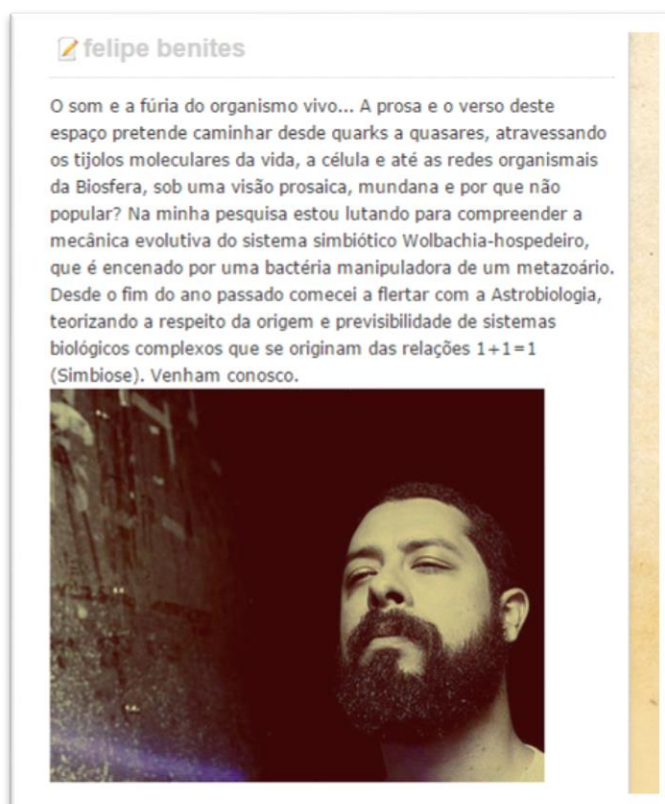 felipe benites
O som e a fúria do organismo vivo... A prosa e o verso deste
espaço pretende caminhar desde quarks a quasares, atravessando
os tijolos moleculares da vida, a célula e até as redes organismais
da Biosfera, sob uma visão prosaica, mundana e por que não
popular? Na minha pesquisa estou lutando para compreender a
mecânica evolutiva do sistema simbiótico Wolbachia-hospedeiro,
que é encenado por uma bactéria manipuladora de um metazoário.
Desde o fim do ano passado comecei a flertar com a Astrobiologia,
teorizando a respeito da origem e previsibilidade de sistemas
biológicos complexos que se originam das relações 1+1=1
(Simbiose). Venham conosco.